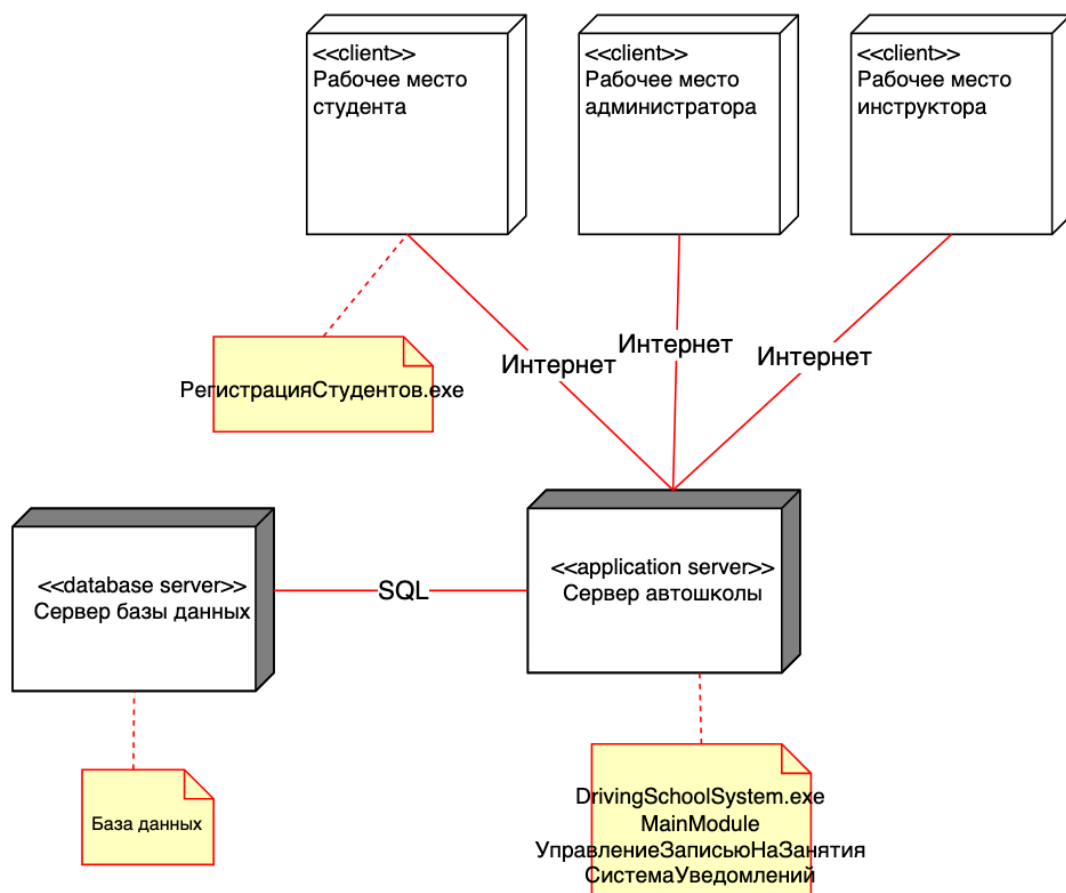 <<client>>
Рабочее место
студента
<<client>>
Рабочее место
администратора
<<client>>
Рабочее место
инструктора
Интернет
Интернет
Интернет
РегистрацияСтудентов.exe
<<database server>>
Сервер базы данных
SQL
<<application server>>
Сервер автошколы
База данных
DrivingSchoolSystem.exe
MainModule
УправлениеЗаписьюНаЗанятия
СистемаУведомлений